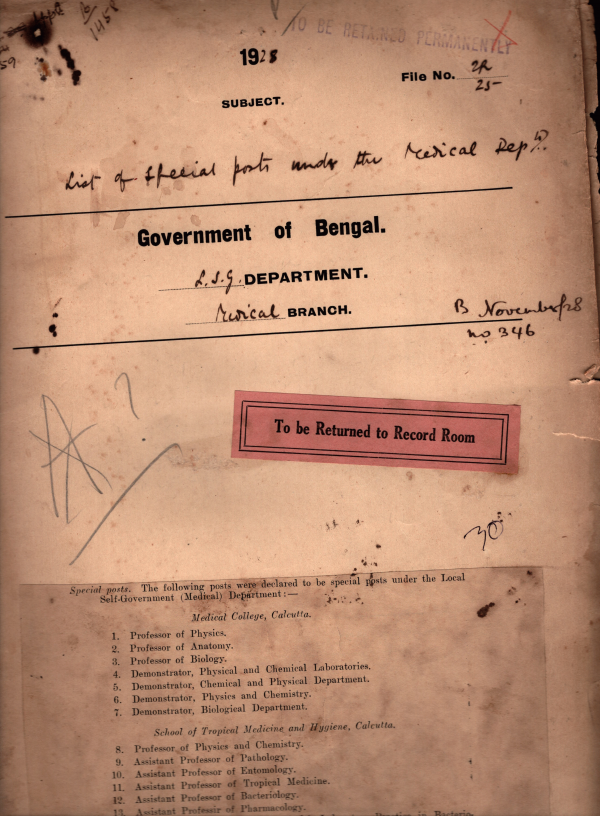 1458
59
TO BE RETAINED PERMANENTLY
1928
File No. 2R
25-
SUBJECT.
List of special posts under the Medical Dept.
Government of Bengal.
L.S.G. DEPARTMENT.
Medical BRANCH.
B November/28
no 346
To be Returned to Record Room
30
Special posts. The following posts were declared to be special posts under the Local
Self-Government (Medical) Department:—
Medical College, Calcutta.
1. Professor of Physics.
2. Professor of Anatomy.
3. Professor of Biology.
4. Demonstrator, Physical and Chemical Laboratories.
5. Demonstrator, Chemical and Physical Department.
6. Demonstrator, Physics and Chemistry.
7. Demonstrator, Biological Department.
School of Tropical Medicine and Hygiene, Calcutta.
8. Professor of Physics and Chemistry.
9. Assistant Professor of Pathology.
10. Assistant Professor of Entomology.
11. Assistant Professor of Tropical Medicine.
12. Assistant Professor of Bacteriology.
13. Assistant Professor of Pharmacology.